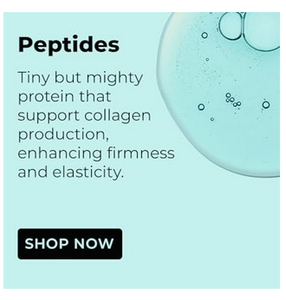 Peptides
Tiny but mighty
protein that
support collagen
production,
enhancing firmness
and elasticity.
SHOP NOW